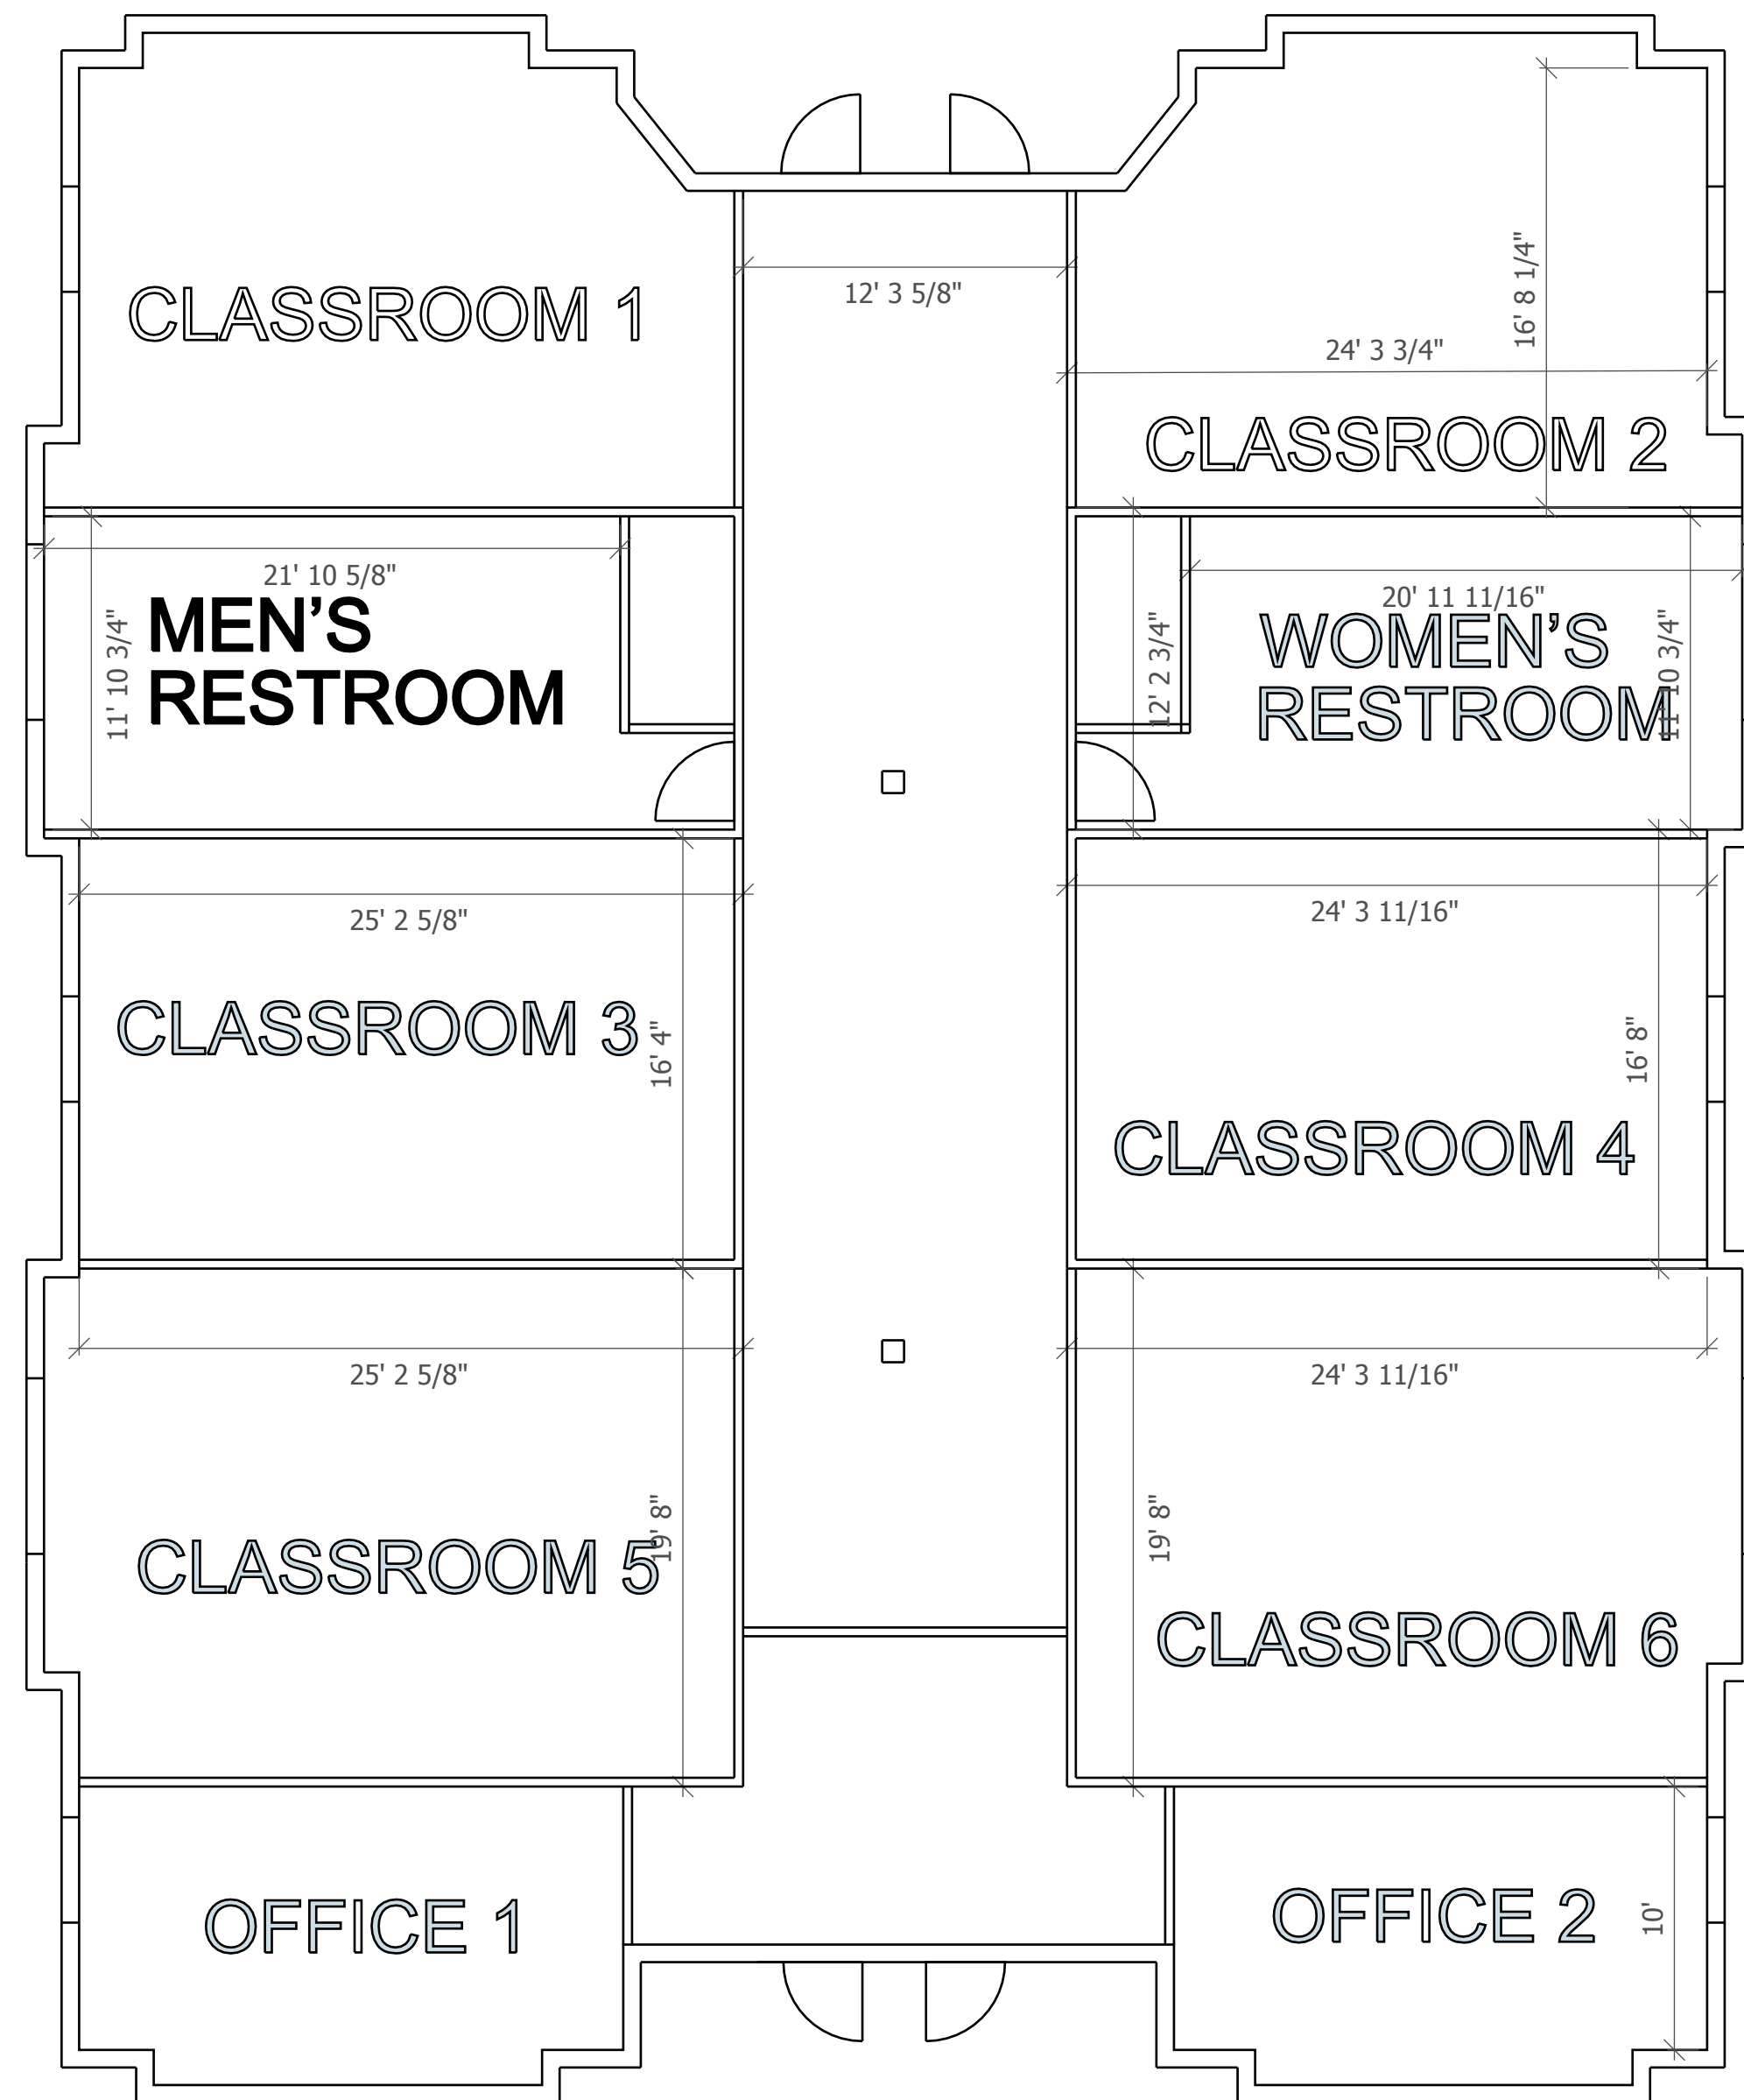 12' 3 5/8"
16' 8 1/4"
24' 3 3/4"
CLASSROOM 1
CLASSROOM 2
21' 10 5/8"
20' 11 11/16"
MEN’S
RESTROOM
11' 10 3/4"
12' 2 3/4"
WOMEN’S
RESTROOM
11' 10 3/4"
25' 2 5/8"
24' 3 11/16"
CLASSROOM 3
16' 4"
16' 8"
CLASSROOM 4
25' 2 5/8"
24' 3 11/16"
CLASSROOM 5
19' 8"
19' 8"
CLASSROOM 6
OFFICE 1
OFFICE 2
10'